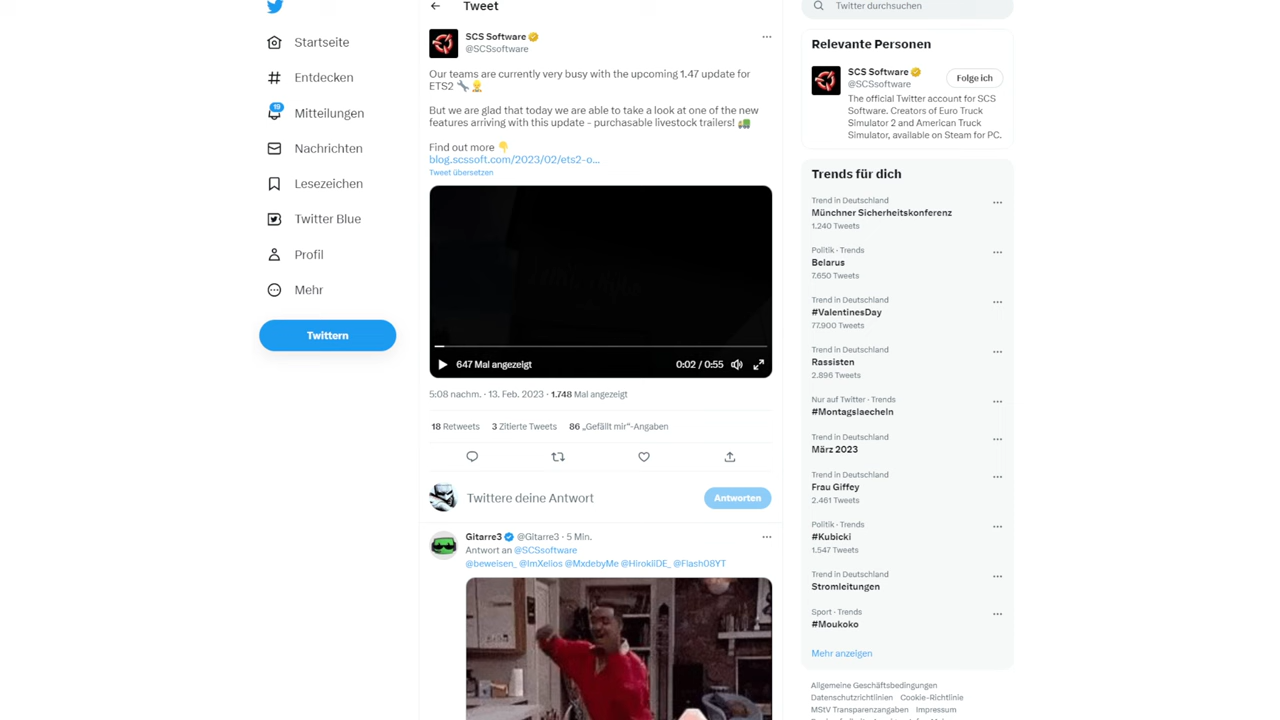 Tweet
Twitter durchsuchen
Startseite
Entdecken
19
Mitteilungen
Nachrichten
Lesezeichen
Twitter Blue
Profil
Mehr
Twittern
SCS Software
@SCSsoftware
Our teams are currently very busy with the upcoming 1.47 update for
ETS2 🔧👷
But we are glad that today we are able to take a look at one of the new
features arriving with this update - purchasable livestock trailers! 🚛
Find out more 👇
blog.scssoft.com/2023/02/ets2-o...
Tweet übersetzen
647 Mal angezeigt
0:02 / 0:55
5:08 nachm. · 13. Feb. 2023 · 1.748 Mal angezeigt
18 Retweets 3 Zitierte Tweets 86 „Gefällt mir“-Angaben
Twittere deine Antwort
Antworten
Gitarre3 @Gitarre3 · 5 Min.
Antwort an @SCSsoftware
@beweisen_ @ImXelios @MxdebyMe @HirokiiDE_ @Flash08YT
Relevante Personen
SCS Software
@SCSsoftware
Folge ich
The official Twitter account for SCS
Software. Creators of Euro Truck
Simulator 2 and American Truck
Simulator, available on Steam for PC.
Trends für dich
Trend in Deutschland
Münchner Sicherheitskonferenz
1.240 Tweets
Politik · Trends
Belarus
7.650 Tweets
Trend in Deutschland
#ValentinesDay
77.900 Tweets
Trend in Deutschland
Rassisten
2.896 Tweets
Nur auf Twitter · Trends
#Montagslaecheln
Trend in Deutschland
März 2023
Trend in Deutschland
Frau Giffey
2.461 Tweets
Politik · Trends
#Kubicki
1.547 Tweets
Trend in Deutschland
Stromleitungen
Sport · Trends
#Moukoko
Mehr anzeigen
Allgemeine Geschäftsbedingungen
Datenschutzrichtlinien Cookie-Richtlinie
MStV Transparenzangaben Impressum